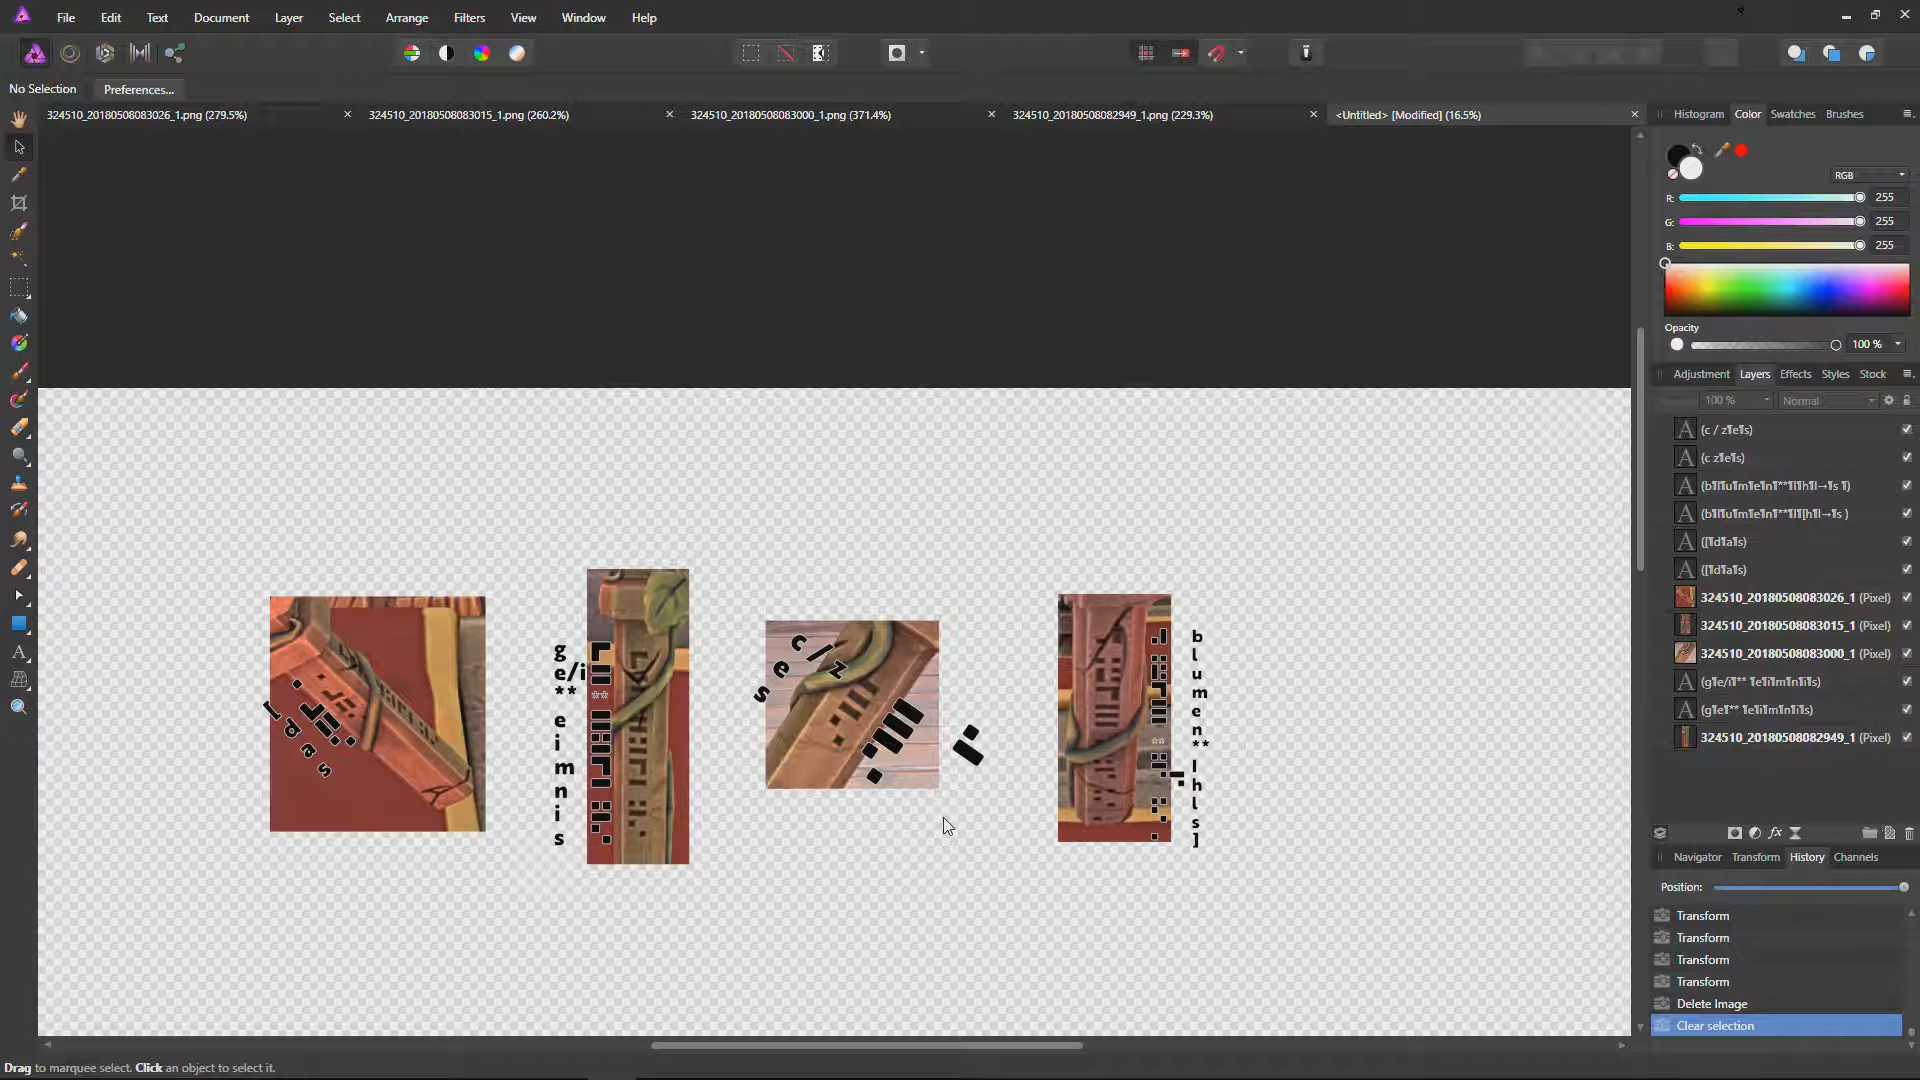 File Edit Text Document Layer Select Arrange Filters View Window Help
No Selection Preferences...
324510_20180508083026_1.png (279.5%) 324510_20180508083015_1.png (260.2%) 324510_20180508083000_1.png (371.4%) 324510_20180508082949_1.png (229.3%) <Untitled> [Modified] (16.5%)
Histogram Color Swatches Brushes
RGB
R: 255
G: 255
B: 255
Opacity
100 %
Adjustment Layers Effects Styles Stock
100 % Normal
(c / z¶e¶s)
(c z¶e¶s)
(b¶l¶u¶m¶e¶n¶**¶l¶h¶l→¶s ¶)
(b¶l¶u¶m¶e¶n¶**¶l¶[h¶l→¶s )
([¶d¶a¶s)
([¶d¶a¶s)
324510_20180508083026_1 (Pixel)
324510_20180508083015_1 (Pixel)
324510_20180508083000_1 (Pixel)
(g¶e/i¶** ¶e¶i¶m¶n¶i¶s)
(g¶e¶** ¶e¶i¶m¶n¶i¶s)
324510_20180508082949_1 (Pixel)
[
d
a
s
g
e/i
**
e
i
m
n
i
s
c/z
e
s
b
l
u
m
e
n
**
l
h
l
s
]
Navigator Transform History Channels
Position:
Transform
Transform
Transform
Transform
Delete Image
Clear selection
Drag to marquee select. Click an object to select it.